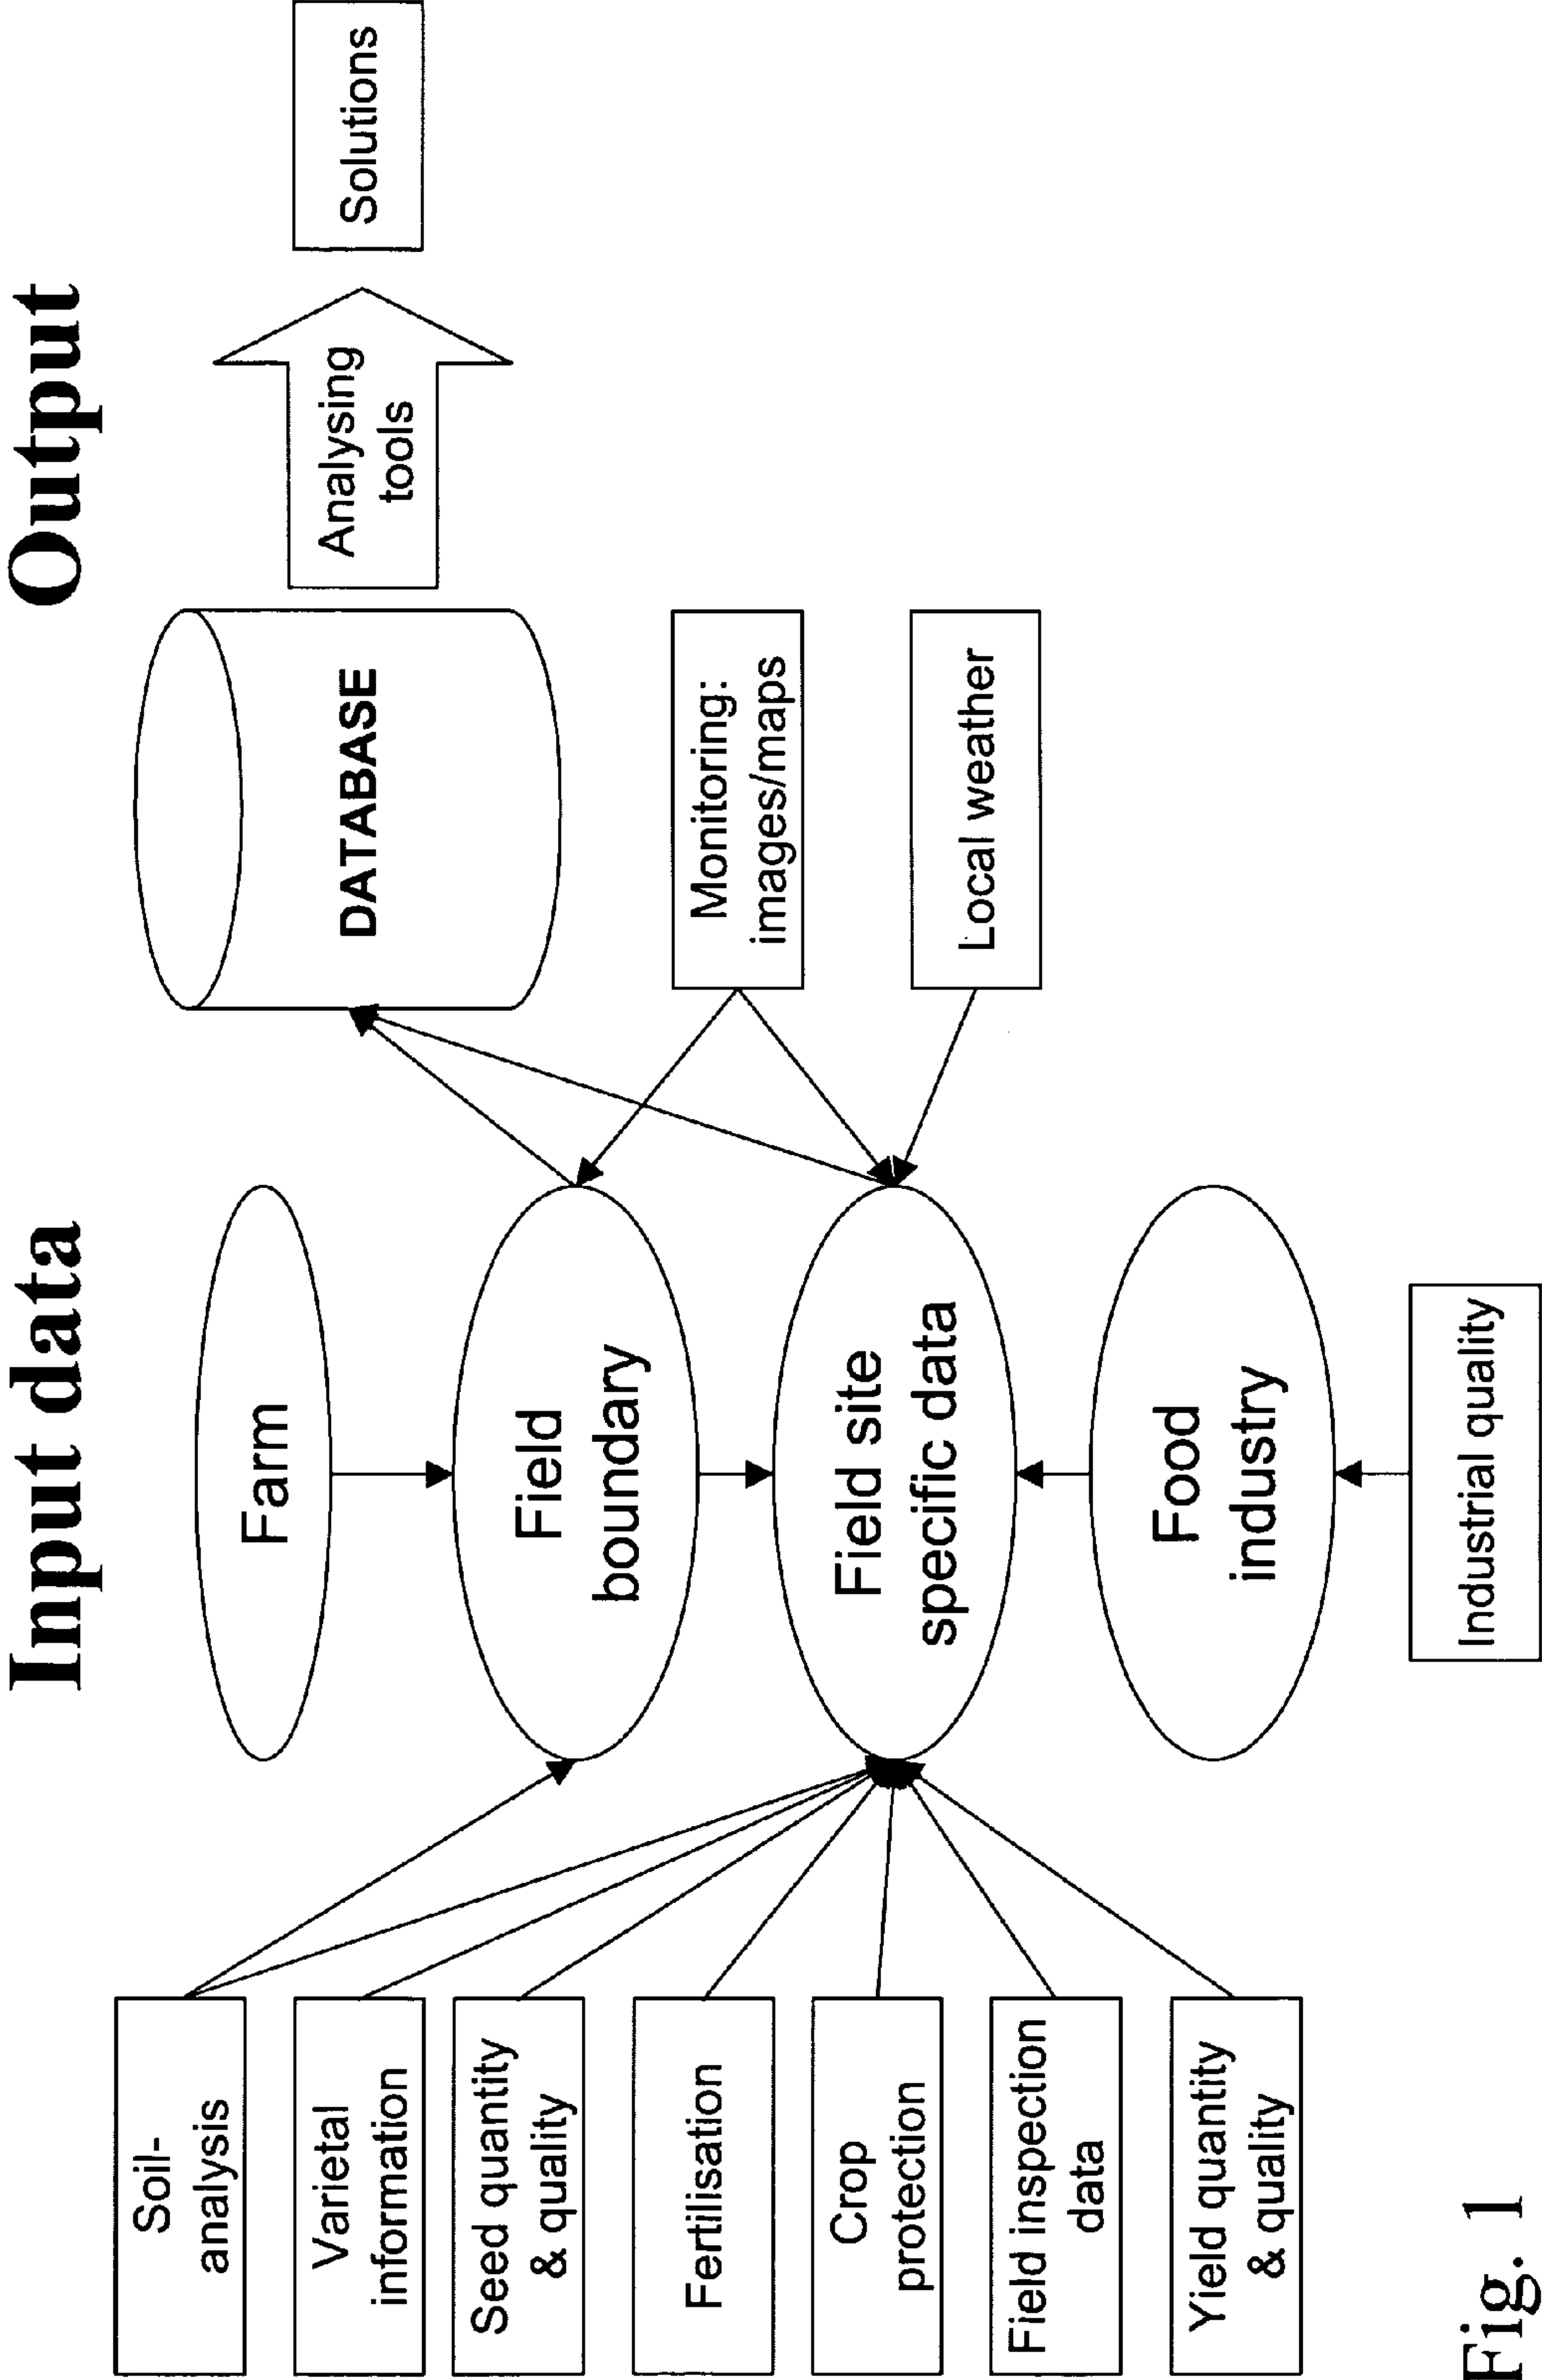 Input data
Output
Soil-
analysis
Varietal
information
Seed quantity
& quality
Fertilisation
Crop
protection
Field inspection
data
Yield quantity
& quality
Farm
Field
boundary
Field site
specific data
Food
industry
Industrial quality
DATABASE
Monitoring:
images/maps
Local weather
Analysing
tools
Solutions
Fig. 1